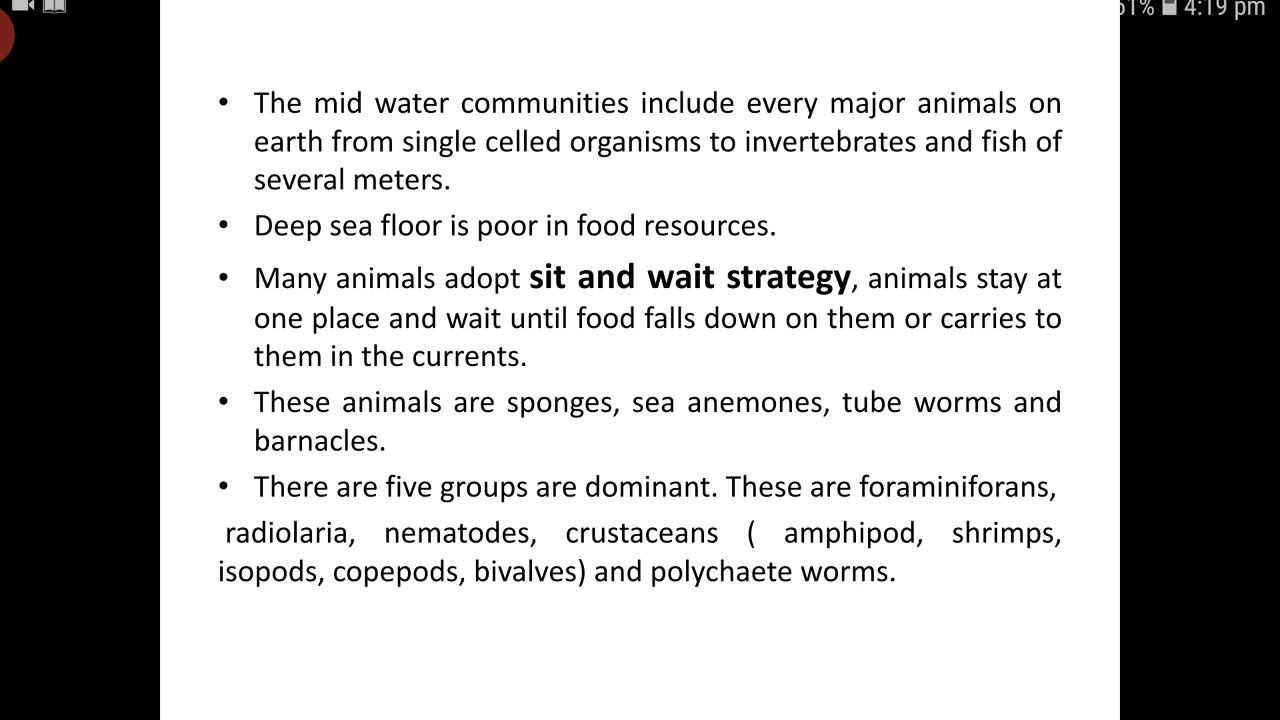 51% 4:19 pm
• The mid water communities include every major animals on
earth from single celled organisms to invertebrates and fish of
several meters.
• Deep sea floor is poor in food resources.
• Many animals adopt sit and wait strategy, animals stay at
one place and wait until food falls down on them or carries to
them in the currents.
• These animals are sponges, sea anemones, tube worms and
barnacles.
• There are five groups are dominant. These are foraminiforans,
radiolaria, nematodes, crustaceans ( amphipod, shrimps,
isopods, copepods, bivalves) and polychaete worms.